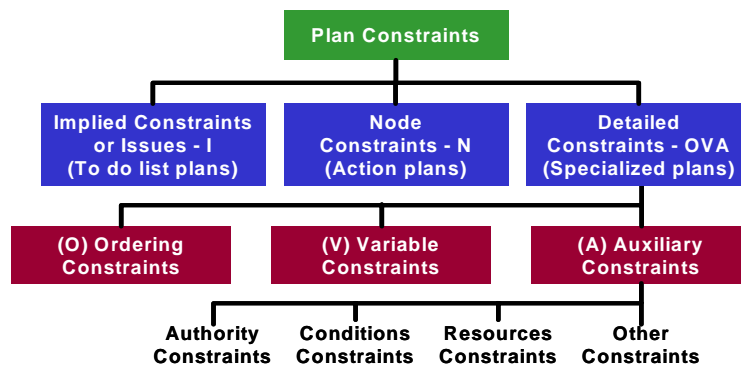 Plan Constraints
Implied Constraints
or Issues - I
(To do list plans)
Node
Constraints - N
(Action plans)
Detailed
Constraints - OVA
(Specialized plans)
(O) Ordering
Constraints
(V) Variable
Constraints
(A) Auxiliary
Constraints
Authority
Constraints
Conditions
Constraints
Resources
Constraints
Other
Constraints